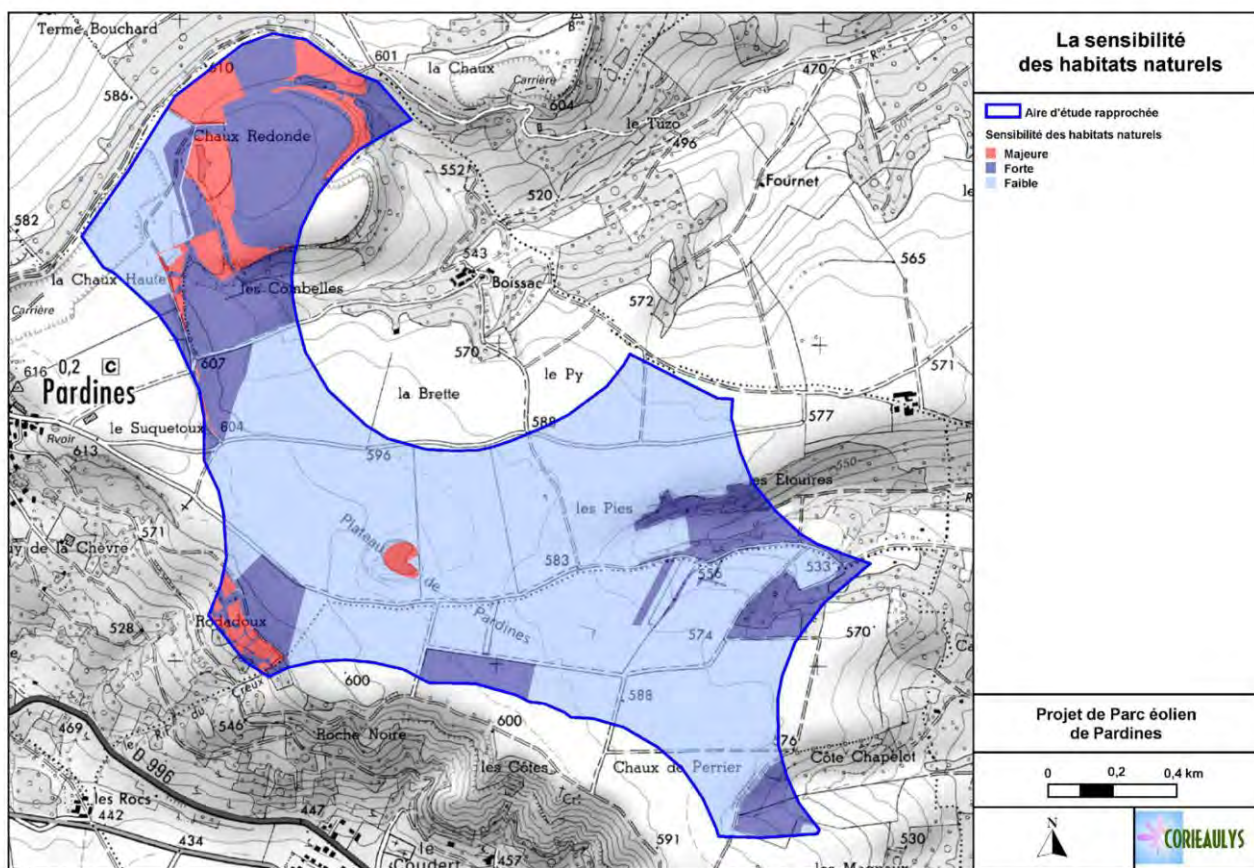 Terme Bouchard
610
601
la Chaux
Carrière
604
470
586
Chaux Redonde
le Tuzo
496
552
520
Fournet
582
543
Boissac
565
la Chaux Haute
les Combelles
572
Carrière
607
570
0,2 C
616
Pardines
la Brette
le Py
571
577
588
le Suquetoux
604
Rvoir
613
596
550
les Etouires
les Pies
571
Plateau
de
Pardines
583
556
533
Rodadoux
528
574
570
600
588
Creux
du
546
600
Roche Noire
576
469
D 996
les Côtes
Chaux de Perrier
Côte Chapelot
les Rocs
442
447
434
591
530
le
Coudert
457
La sensibilité
des habitats naturels
Aire d'étude rapprochée
Sensibilité des habitats naturels
Majeure
Forte
Faible
Projet de Parc éolien
de Pardines
0 0,2 0,4 km
N
CORIEAULYS